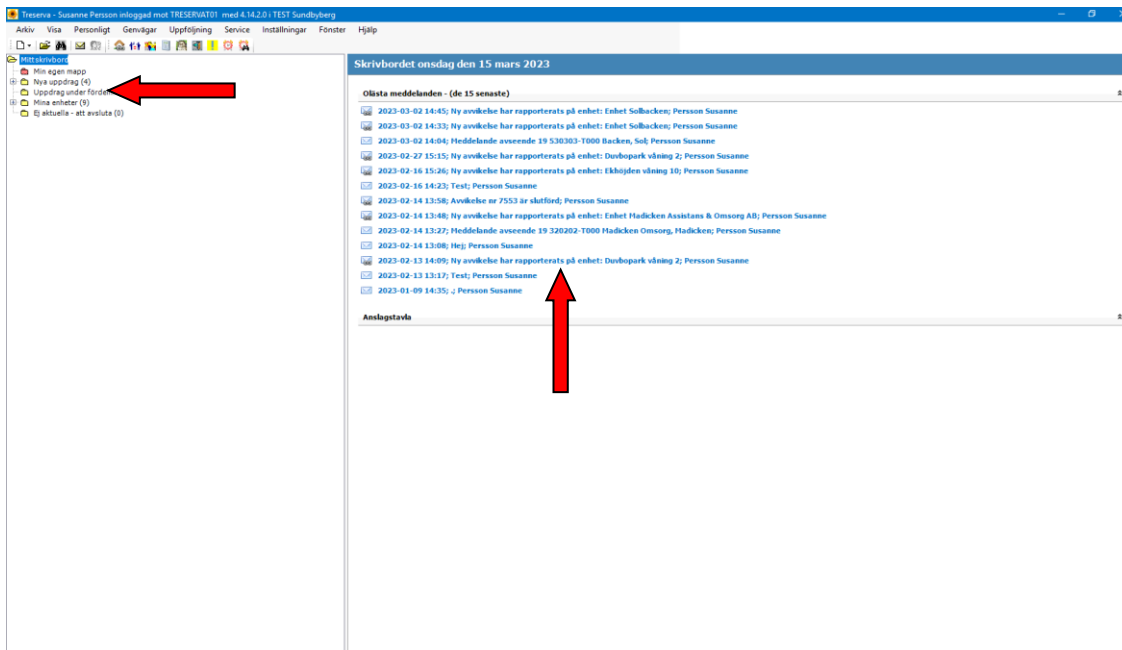 Treserva - Susanne Persson inloggad mot TRESERVAT01 med 4.14.2.0 i TEST Sundbyberg
Arkiv Visa Personligt Genvägar Uppföljning Service Inställningar Fönster Hjälp
Mitt skrivbord
Min egen mapp
Nya uppdrag (4)
Uppdrag under
Mina enheter (9)
Ej aktuella - att avsluta (0)
Skrivbordet onsdag den 15 mars 2023
Olästa meddelanden - (de 15 senaste)
2023-03-02 14:45; Ny avvikelse har rapporterats på enhet: Enhet Solbacken; Persson Susanne
2023-03-02 14:33; Ny avvikelse har rapporterats på enhet: Enhet Solbacken; Persson Susanne
2023-03-02 14:04; Meddelande avseende 19 530303-T000 Backen, Sol; Persson Susanne
2023-02-27 15:15; Ny avvikelse har rapporterats på enhet: Duvbopark våning 2; Persson Susanne
2023-02-16 15:26; Ny avvikelse har rapporterats på enhet: Ekhöjden våning 10; Persson Susanne
2023-02-16 14:23; Test; Persson Susanne
2023-02-14 13:58; Avvikelse nr 7553 är slutförd; Persson Susanne
2023-02-14 13:48; Ny avvikelse har rapporterats på enhet: Enhet Madicken Assistans & Omsorg AB; Persson Susanne
2023-02-14 13:27; Meddelande avseende 19 320202-T000 Madicken Omsorg, Madicken; Persson Susanne
2023-02-14 13:08; Hej; Persson Susanne
2023-02-13 14:09; Ny avvikelse har rapporterats på enhet: Duvbopark våning 2; Persson Susanne
2023-02-13 13:17; Test; Persson Susanne
2023-01-09 14:35; .; Persson Susanne
Anslagstavla